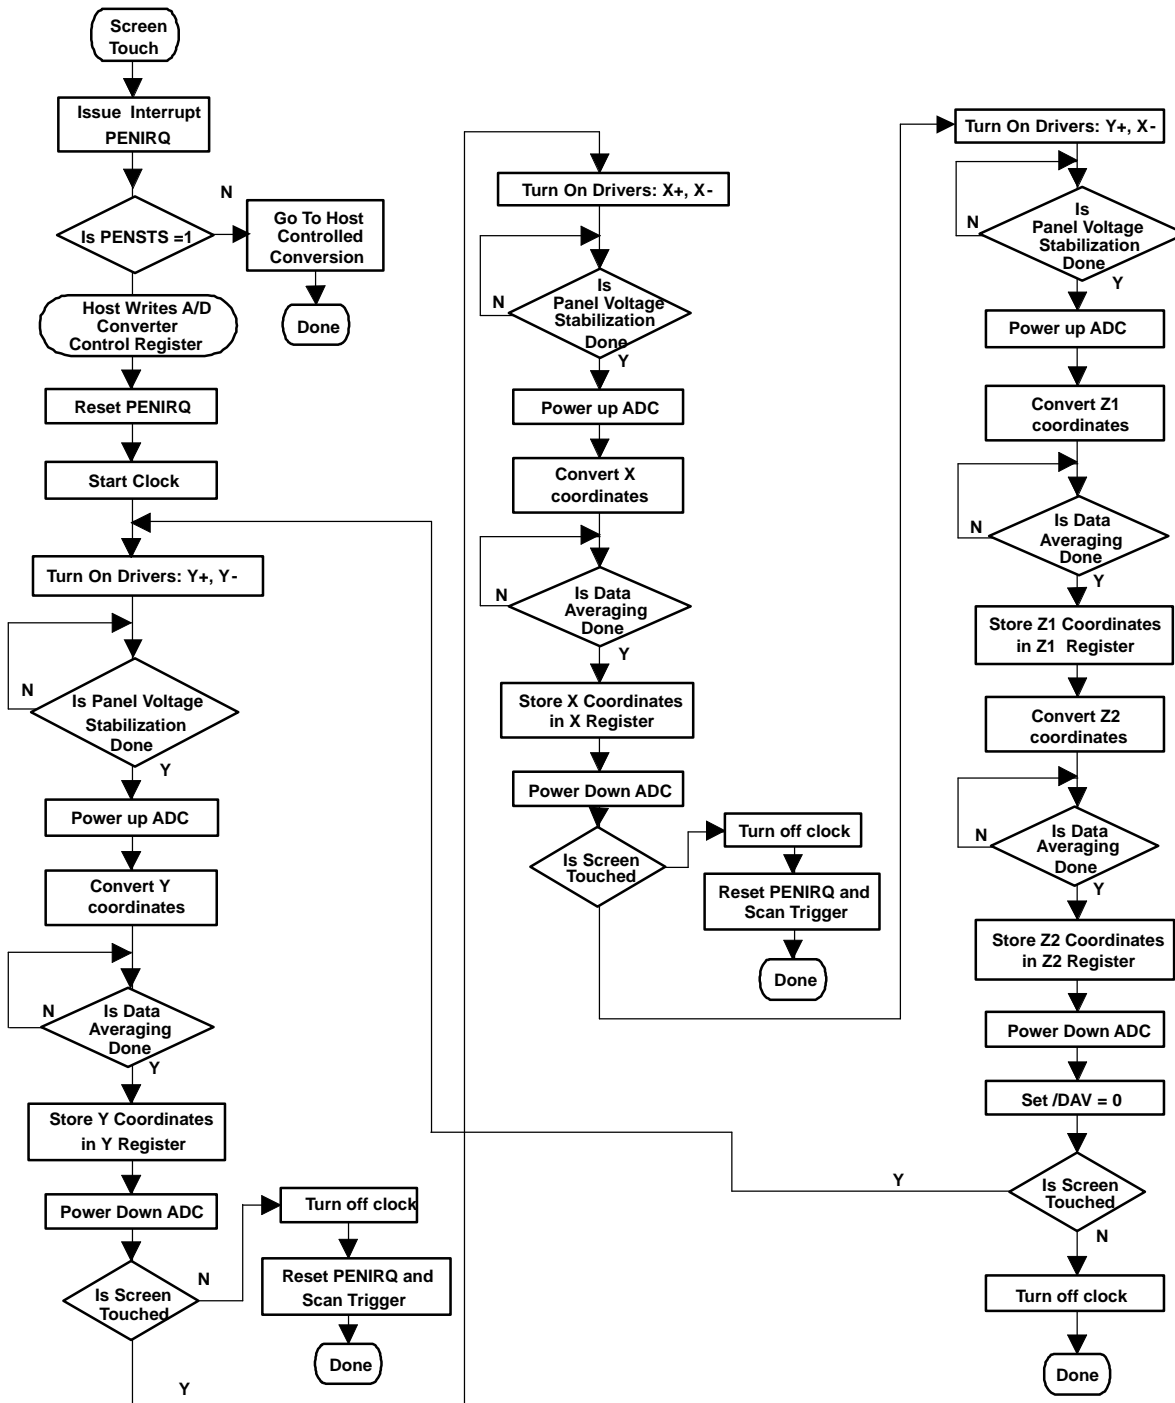 Screen
Touch
Issue Interrupt
PENIRQ
Is PENSTS =1
N
Go To Host
Controlled
Conversion
Done
Host Writes A/D
Converter
Control Register
Reset PENIRQ
Start Clock
Turn On Drivers: Y+, Y-
Is Panel Voltage
Stabilization
Done
N
Y
Power up ADC
Convert Y
coordinates
Is Data
Averaging
Done
N
Y
Store Y Coordinates
in Y Register
Power Down ADC
Is Screen
Touched
N
Turn off clock
Reset PENIRQ and
Scan Trigger
Done
Y
Turn On Drivers: X+, X-
Is
Panel Voltage
Stabilization
Done
N
Y
Power up ADC
Convert X
coordinates
Is Data
Averaging
Done
N
Y
Store X Coordinates
in X Register
Power Down ADC
Is Screen
Touched
Turn off clock
Reset PENIRQ and
Scan Trigger
Done
Turn On Drivers: Y+, X-
Is
Panel Voltage
Stabilization
Done
N
Y
Power up ADC
Convert Z1
coordinates
Is Data
Averaging
Done
N
Y
Store Z1 Coordinates
in Z1 Register
Convert Z2
coordinates
Is Data
Averaging
Done
N
Y
Store Z2 Coordinates
in Z2 Register
Power Down ADC
Set /DAV = 0
Is Screen
Touched
Y
N
Turn off clock
Done